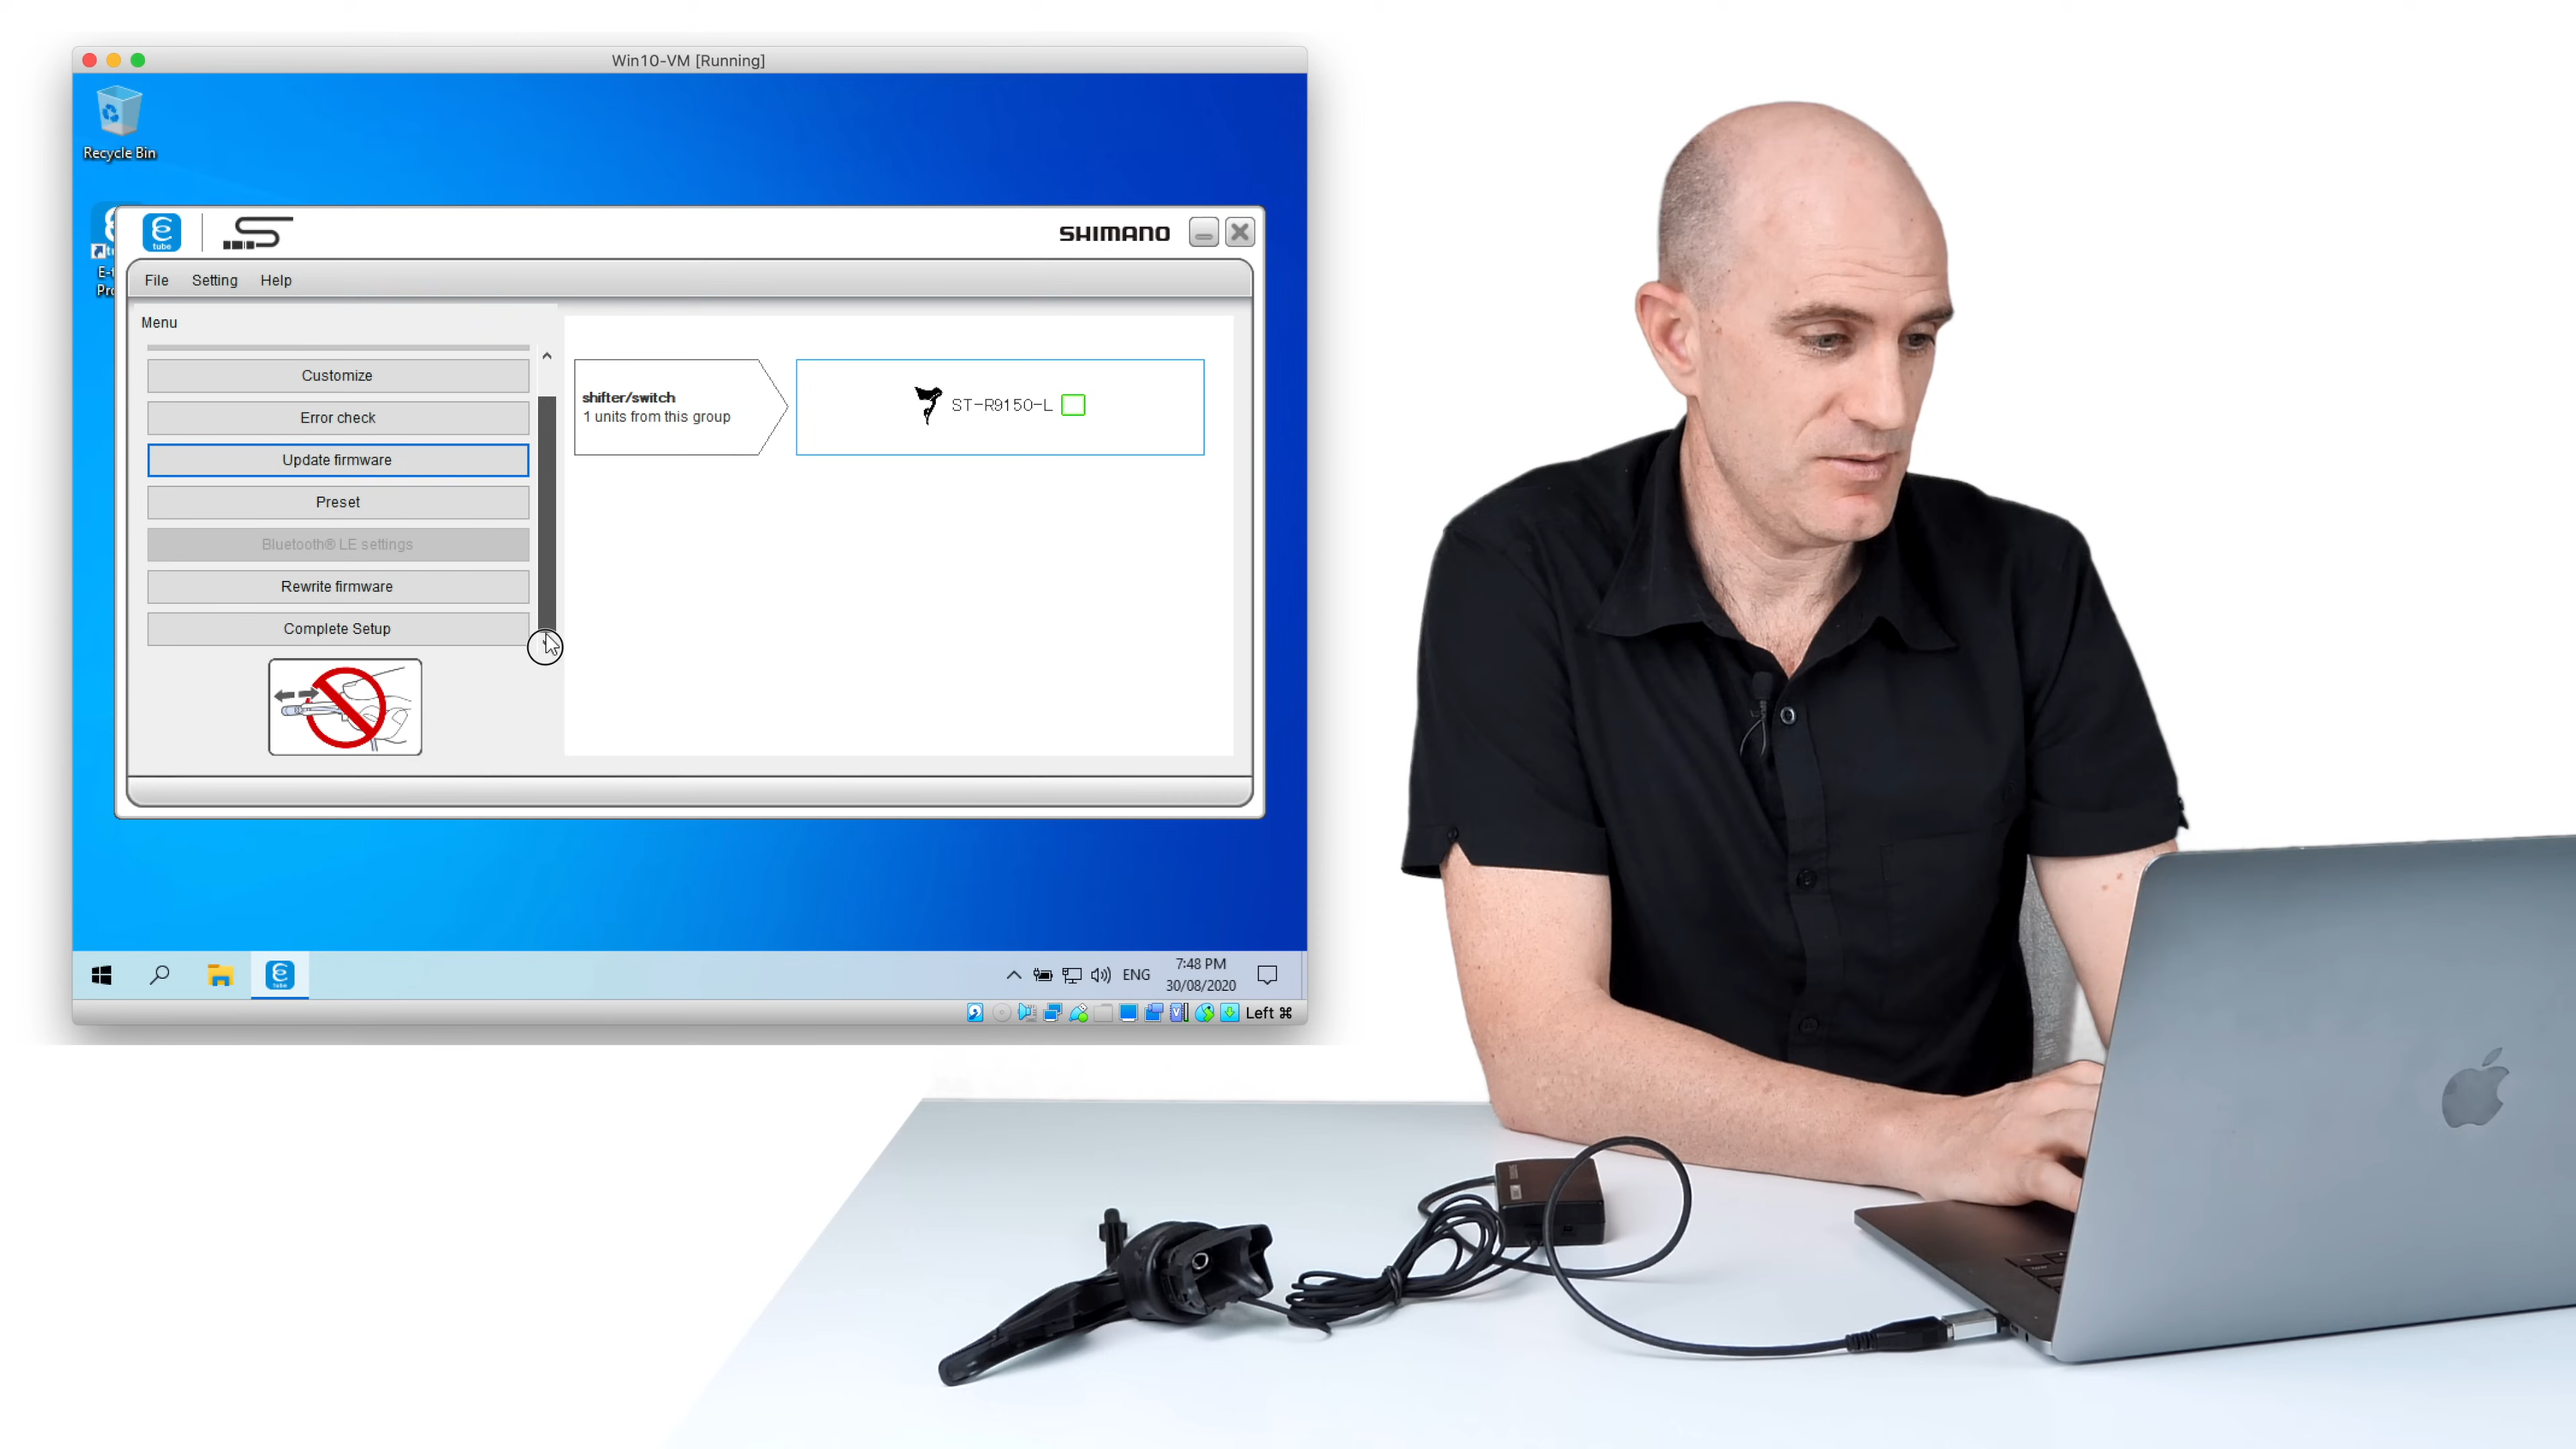 Win10-VM [Running]
Recycle Bin
tube
SHIMANO
File Setting Help
Menu
Customize
Error check
Update firmware
Preset
Bluetooth® LE settings
Rewrite firmware
Complete Setup
shifter/switch
1 units from this group
ST-R9150-L
tube
ENG
7:48 PM
30/08/2020
Left ⌘